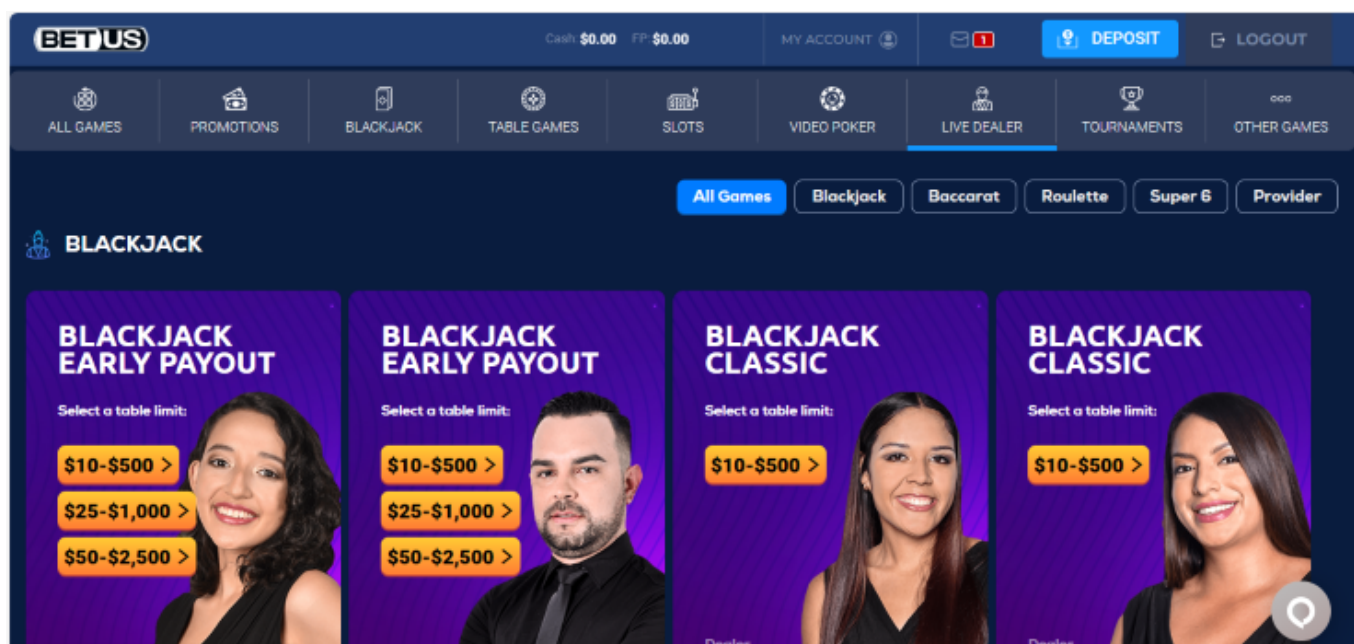 BETUS
Cash: $0.00 FP: $0.00
MY ACCOUNT
1
DEPOSIT
LOGOUT
ALL GAMES
PROMOTIONS
BLACKJACK
TABLE GAMES
SLOTS
VIDEO POKER
LIVE DEALER
TOURNAMENTS
OTHER GAMES
All Games
Blackjack
Baccarat
Roulette
Super 6
Provider
BLACKJACK
BLACKJACK
EARLY PAYOUT
Select a table limit:
$10-$500 >
$25-$1,000 >
$50-$2,500 >
BLACKJACK
EARLY PAYOUT
Select a table limit:
$10-$500 >
$25-$1,000 >
$50-$2,500 >
BLACKJACK
CLASSIC
Select a table limit:
$10-$500 >
BLACKJACK
CLASSIC
Select a table limit:
$10-$500 >